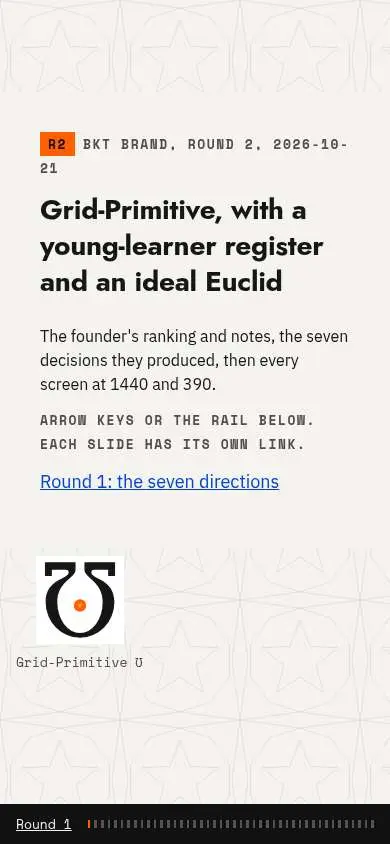 R2 BKT BRAND, ROUND 2, 2026-10-
21
Grid-Primitive, with a
young-learner register
and an ideal Euclid
The founder's ranking and notes, the seven
decisions they produced, then every
screen at 1440 and 390.
ARROW KEYS OR THE RAIL BELOW.
EACH SLIDE HAS ITS OWN LINK.
Round 1: the seven directions
℧
Grid-Primitive ℧
Round 1